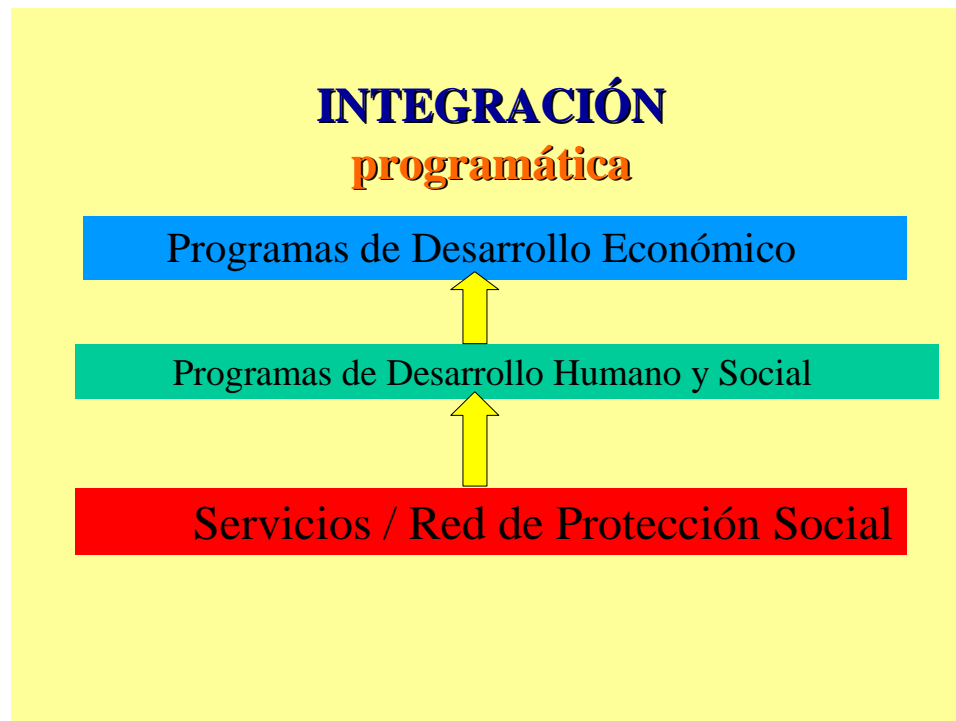 INTEGRACIÓN
programática
Programas de Desarrollo Económico
Programas de Desarrollo Humano y Social
Servicios / Red de Protección Social